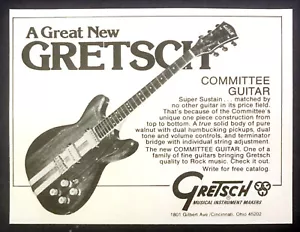 A Great New
GRETSCH
COMMITTEE
GUITAR
Super Sustain... matched by
no other guitar in its price field.
That's because of the Committee's
unique one piece construction from
top to bottom. A true solid body of pure
walnut with dual humbucking pickups, dual
tone and volume controls, and terminator
bridge with individual string adjustment.
The new COMMITTEE GUITAR. One of a
family of fine guitars bringing Gretsch
quality to Rock music. Check it out.
Write for free catalog
GRETSCH
MUSICAL INSTRUMENT MAKERS
1801 Gilbert Ave./Cincinnati, Ohio 45202